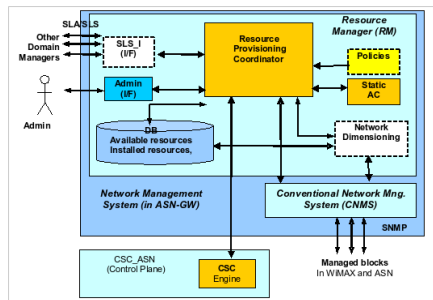 SLA/SLS
Other
Domain
Managers
SLS_I
(I/F)
Resource
Provisioning
Coordinator
Resource
Manager (RM)
Policies
Static
AC
Admin
(I/F)
Admin
DB
Available resources
Installed resources,
Network
Dimensioning
Network Management
System (in ASN-GW)
Conventional Network Mng.
System (CNMS)
SNMP
CSC_ASN
(Control Plane)
CSC
Engine
Managed blocks
In WiMAX and ASN